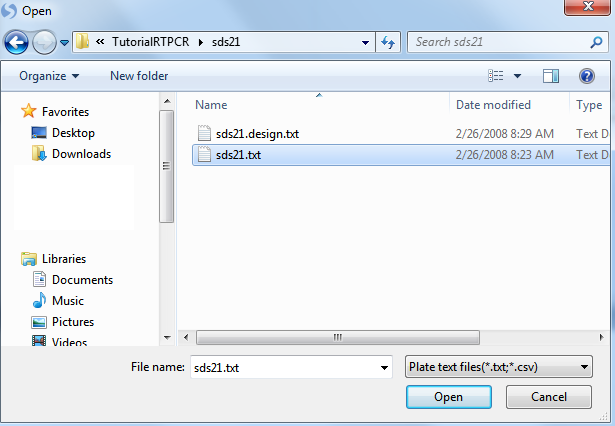 Open
« TutorialRTPCR sds21 Search sds21
Organize New folder
Favorites
Desktop
Downloads
Libraries
Documents
Music
Pictures
Videos
Name Date modified Type
sds21.design.txt 2/26/2008 8:29 AM Text D
sds21.txt 2/26/2008 8:23 AM Text D
File name: sds21.txt Plate text files(*.txt;*.csv)
Open Cancel